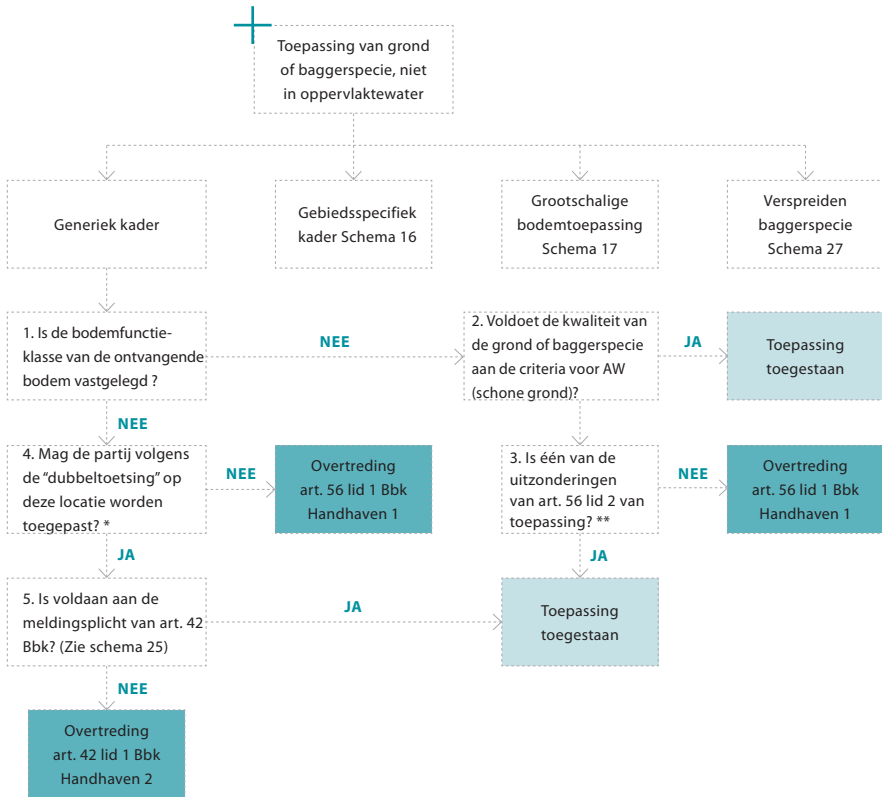 Toepassing van grond
of baggerspecie, niet
in oppervlaktewater
Generiek kader
Gebiedsspecifiek
kader Schema 16
Grootschalige
bodemtoepassing
Schema 17
Verspreiden
baggerspecie
Schema 27
1. Is de bodemfunctie-
klasse van de ontvangende
bodem vastgelegd ?
NEE
2. Voldoet de kwaliteit van
de grond of baggerspecie
aan de criteria voor AW
(schone grond)?
JA
Toepassing
toegestaan
NEE
4. Mag de partij volgens
de “dubbeltoetsing” op
deze locatie worden
toegepast? *
NEE
Overtreding
art. 56 lid 1 Bbk
Handhaven 1
3. Is één van de
uitzonderingen
van art. 56 lid 2 van
toepassing? **
NEE
Overtreding
art. 56 lid 1 Bbk
Handhaven 1
JA
JA
5. Is voldaan aan de
meldingsplicht van art. 42
Bbk? (Zie schema 25)
JA
Toepassing
toegestaan
NEE
Overtreding
art. 42 lid 1 Bbk
Handhaven 2